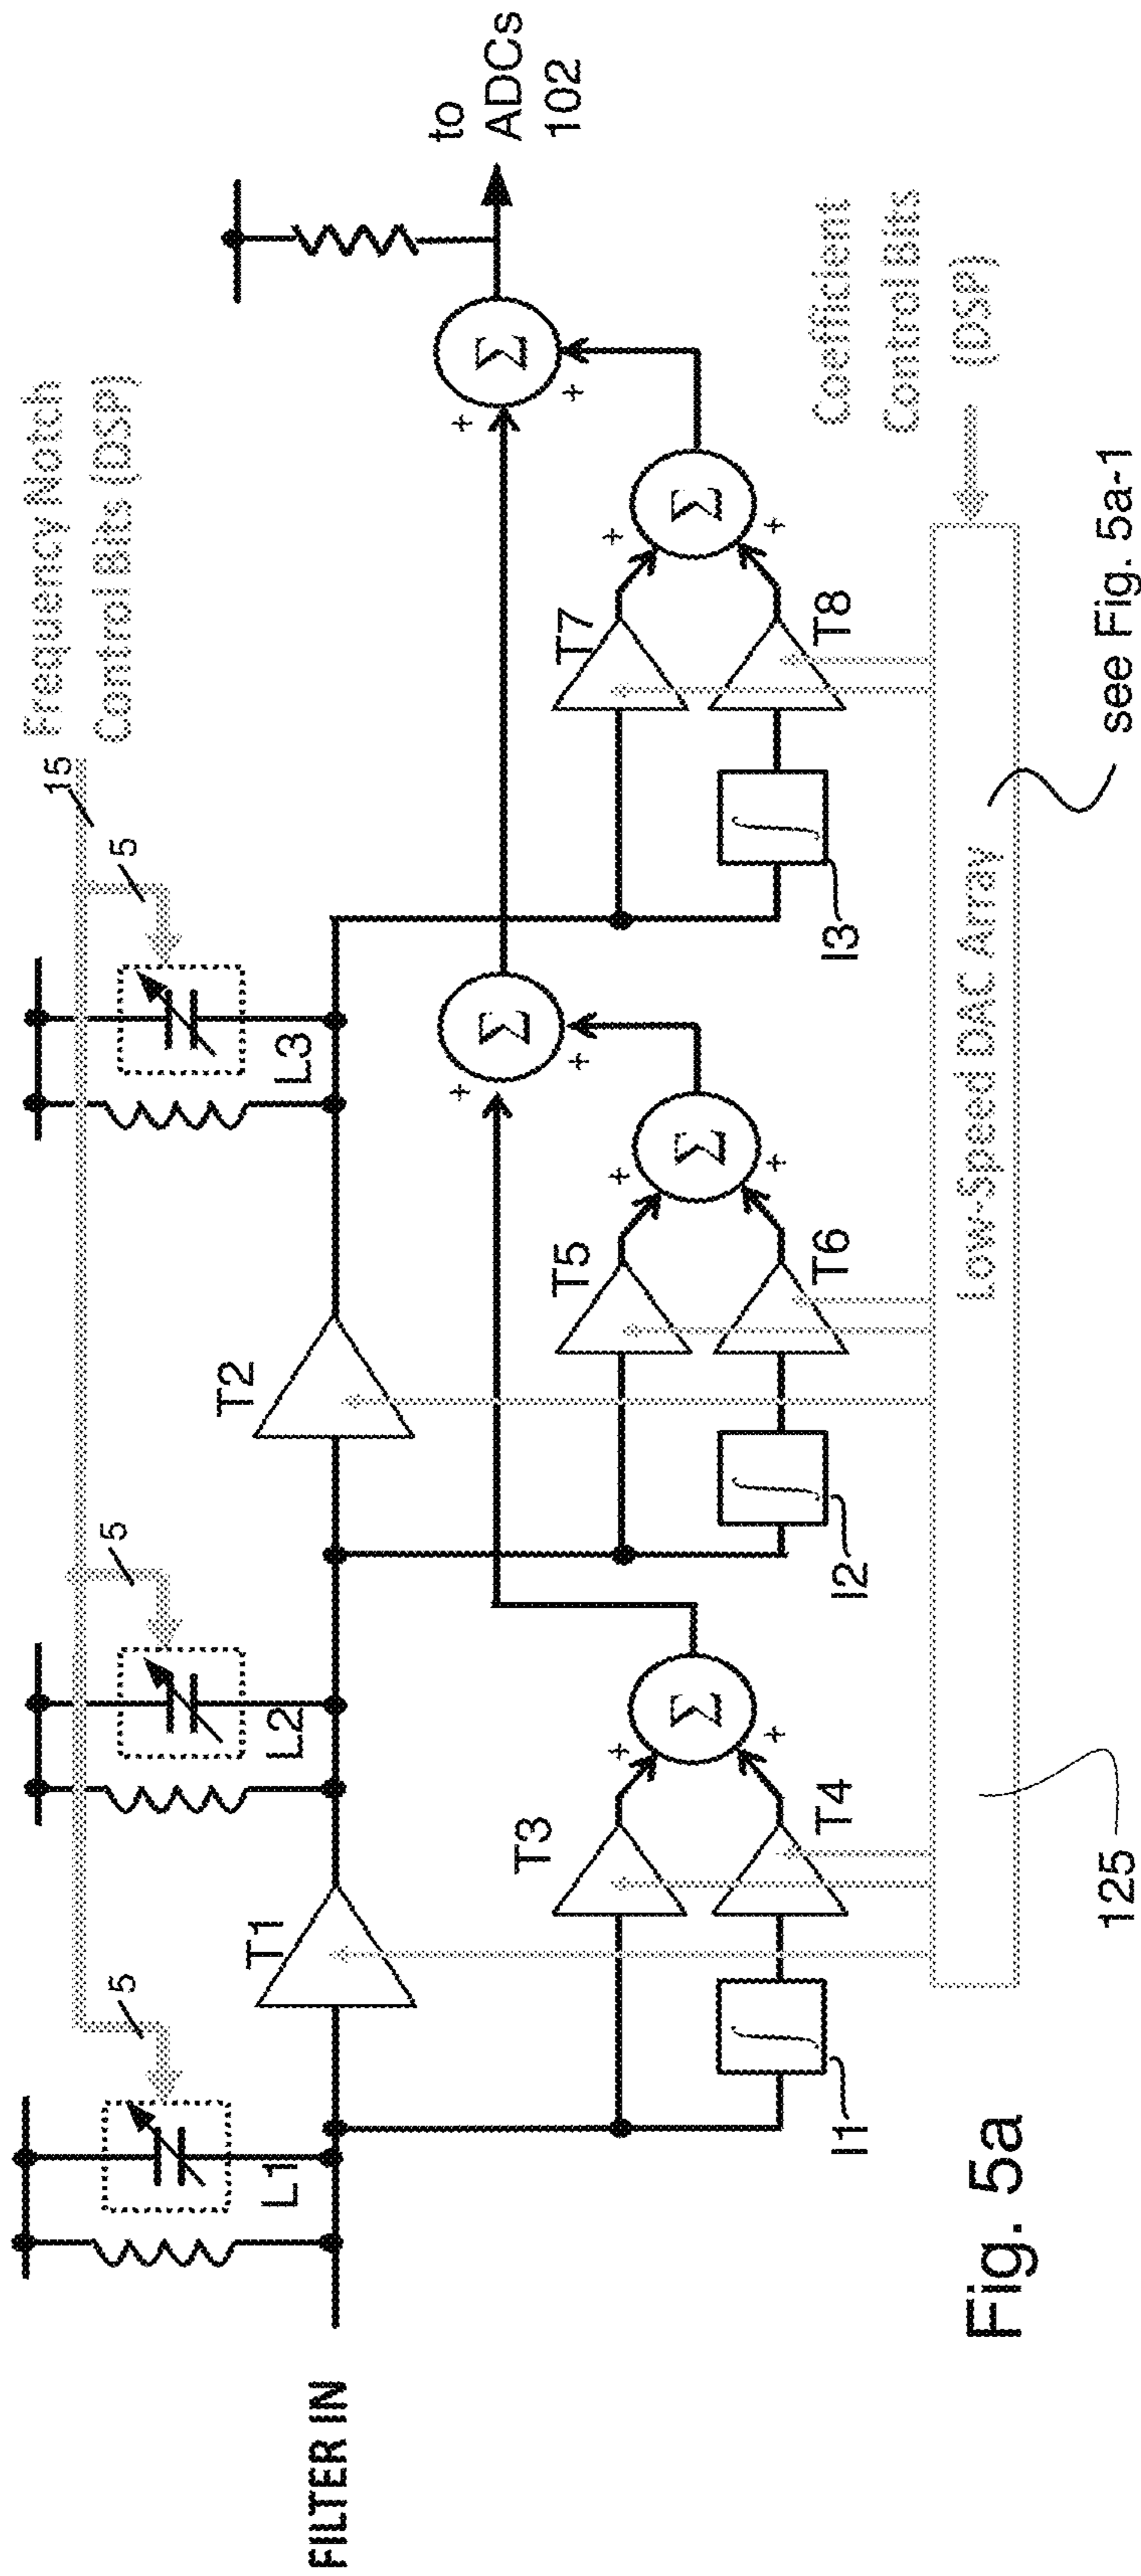 Frequency Notch
Control Bits (DSP)
15
5
5
5
L1
L2
L3
FILTER IN
T1
T2
to
ADCs
102
Σ
Σ
+
+
+
+
T3
T5
T7
Σ
Σ
Σ
+
+
+
+
+
+
T4
T6
T8
∫
∫
∫
I1
I2
I3
Coefficient
Control Bits
(DSP)
Low-Speed DAC Array
125
see Fig. 5a-1
Fig. 5a